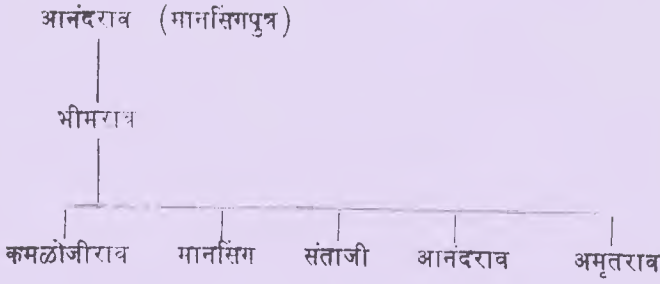 आनंदराव (मानसिंगपुत्र)
भीमराव
कमळोजीराव मानसिंग संताजी आनंदराव अमृतराव